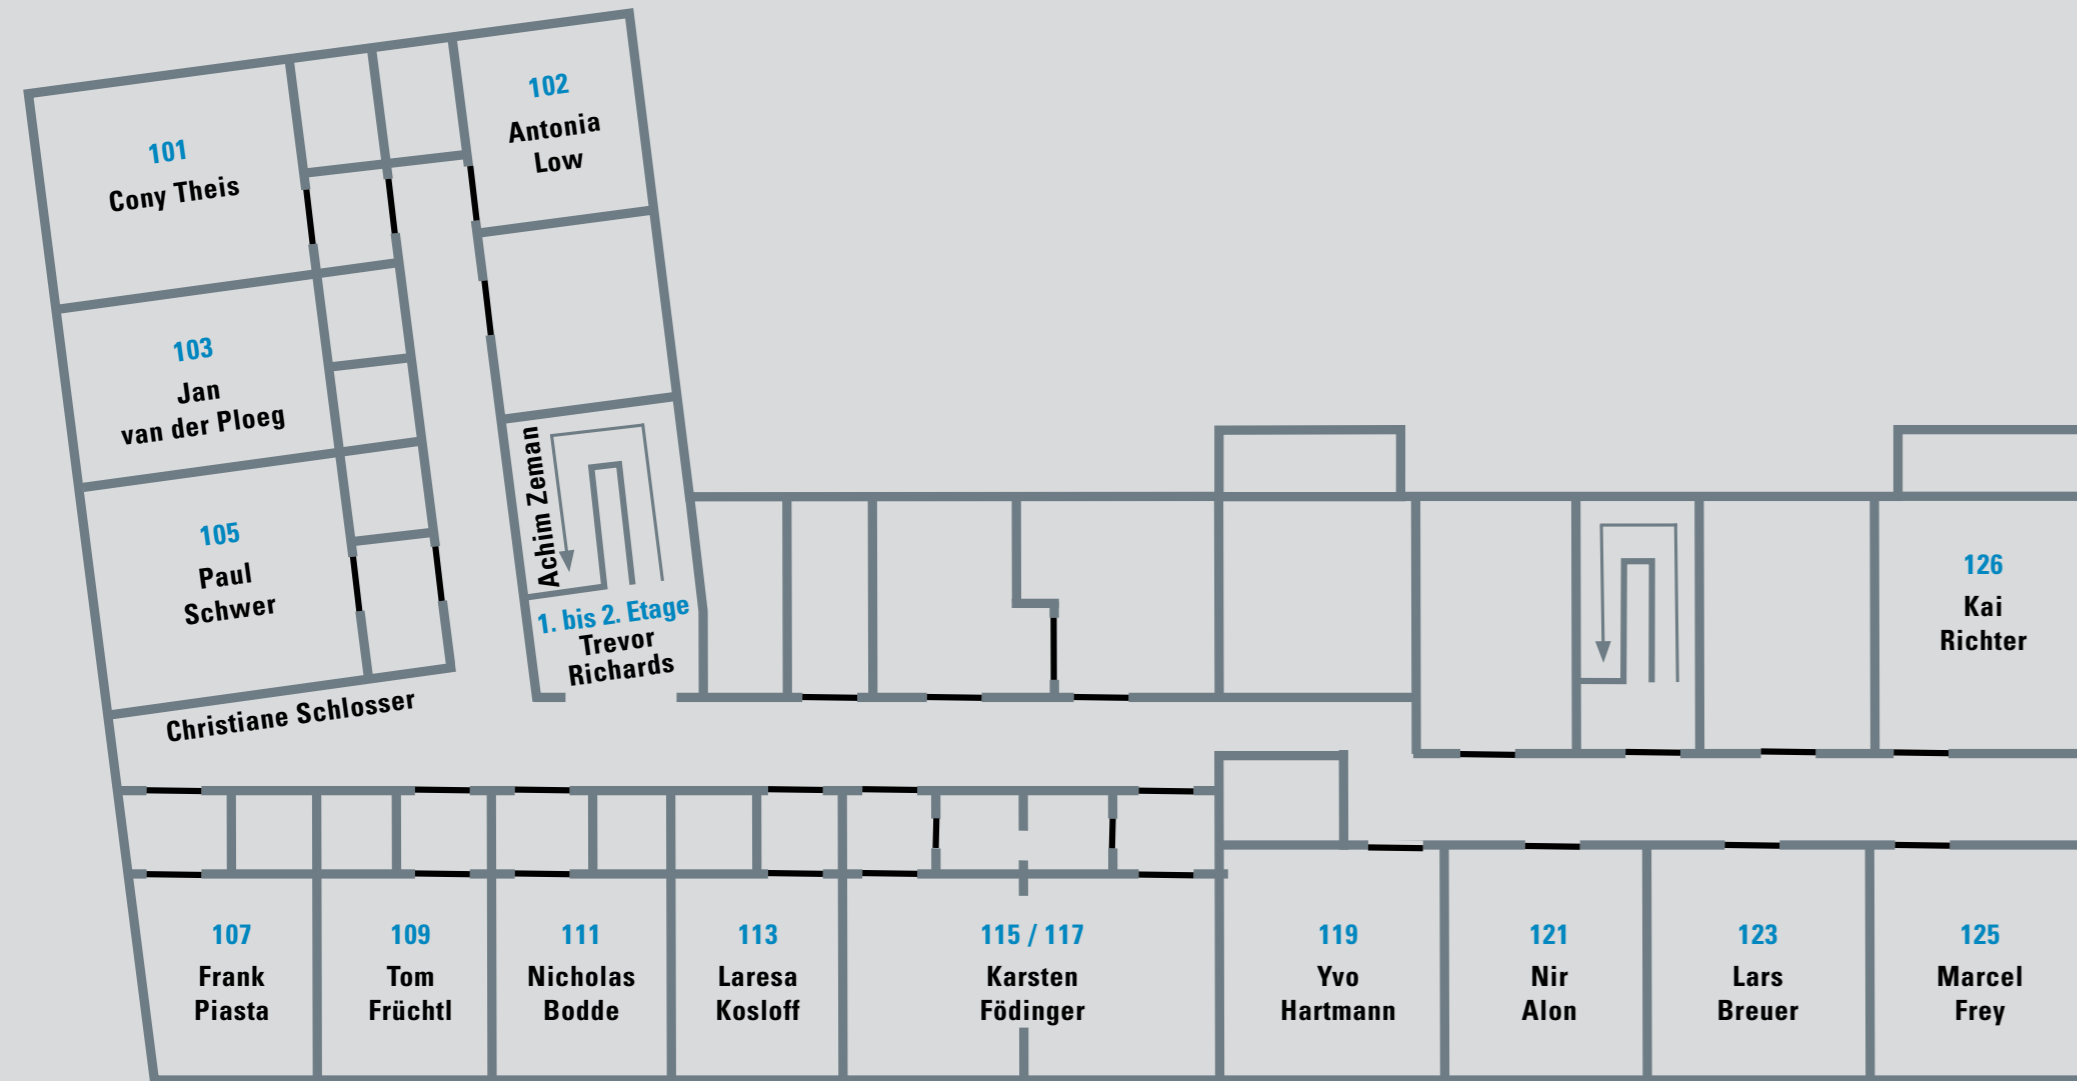 101
Cony Theis
102
Antonia
Low
103
Jan
van der Ploeg
105
Paul
Schwer
Christiane Schlosser
Achim Zeman
1. bis 2. Etage
Trevor
Richards
126
Kai
Richter
107
Frank
Piasta
109
Tom
Früchtl
111
Nicholas
Bodde
113
Laresa
Kosloff
115 / 117
Karsten
Födinger
119
Yvo
Hartmann
121
Nir
Alon
123
Lars
Breuer
125
Marcel
Frey